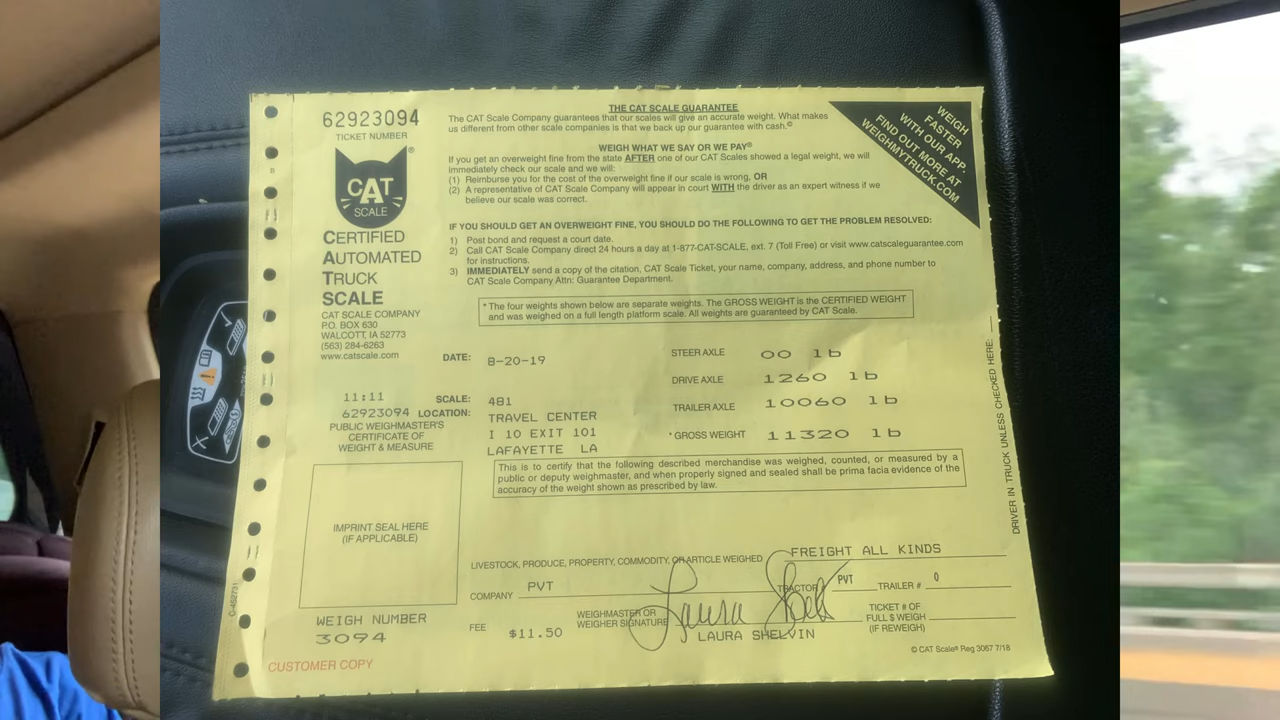 62923094
TICKET NUMBER
CAT
SCALE
®
CERTIFIED
AUTOMATED
TRUCK
SCALE
CAT SCALE COMPANY
P.O. BOX 630
WALCOTT, IA 52773
(563) 284-6263
www.catscale.com
THE CAT SCALE GUARANTEE
The CAT Scale Company guarantees that our scales will give an accurate weight. What makes
us different from other scale companies is that we back up our guarantee with cash.©
WEIGH WHAT WE SAY OR WE PAY®
If you get an overweight fine from the state AFTER one of our CAT Scales showed a legal weight, we will
immediately check our scale and we will:
(1) Reimburse you for the cost of the overweight fine if our scale is wrong, OR
(2) A representative of CAT Scale Company will appear in court WITH the driver as an expert witness if we
believe our scale was correct.
WEIGH
FASTER
WITH OUR APP.
FIND OUT MORE AT
WEIGHMYTRUCK.COM
IF YOU SHOULD GET AN OVERWEIGHT FINE, YOU SHOULD DO THE FOLLOWING TO GET THE PROBLEM RESOLVED:
1) Post bond and request a court date.
2) Call CAT Scale Company direct 24 hours a day at 1-877-CAT-SCALE, ext. 7 (Toll Free) or visit www.catscaleguarantee.com
for instructions.
3) IMMEDIATELY send a copy of the citation, CAT Scale Ticket, your name, company, address, and phone number to
CAT Scale Company Attn: Guarantee Department.
* The four weights shown below are separate weights. The GROSS WEIGHT is the CERTIFIED WEIGHT
and was weighed on a full length platform scale. All weights are guaranteed by CAT Scale.
DATE: 8-20-19
STEER AXLE 00 lb
DRIVE AXLE 1260 lb
TRAILER AXLE 10060 lb
* GROSS WEIGHT 11320 lb
11:11 SCALE: 481
62923094 LOCATION: TRAVEL CENTER
I 10 EXIT 101
LAFAYETTE LA
PUBLIC WEIGHMASTER'S
CERTIFICATE OF
WEIGHT & MEASURE
This is to certify that the following described merchandise was weighed, counted, or measured by a
public or deputy weighmaster, and when properly signed and sealed shall be prima facia evidence of the
accuracy of the weight shown as prescribed by law.
DRIVER IN TRUCK UNLESS CHECKED HERE:
IMPRINT SEAL HERE
(IF APPLICABLE)
LIVESTOCK, PRODUCE, PROPERTY, COMMODITY, OR ARTICLE WEIGHED FREIGHT ALL KINDS
COMPANY PVT TRACTOR PVT TRAILER # 0
WEIGHMASTER OR
WEIGHER SIGNATURE
Laura Shel
LAURA SHELVIN
TICKET # OF
FULL $ WEIGH
(IF REWEIGH)
FEE $11.50
WEIGH NUMBER
3094
CUSTOMER COPY
© CAT Scale® Reg 3067 7/18